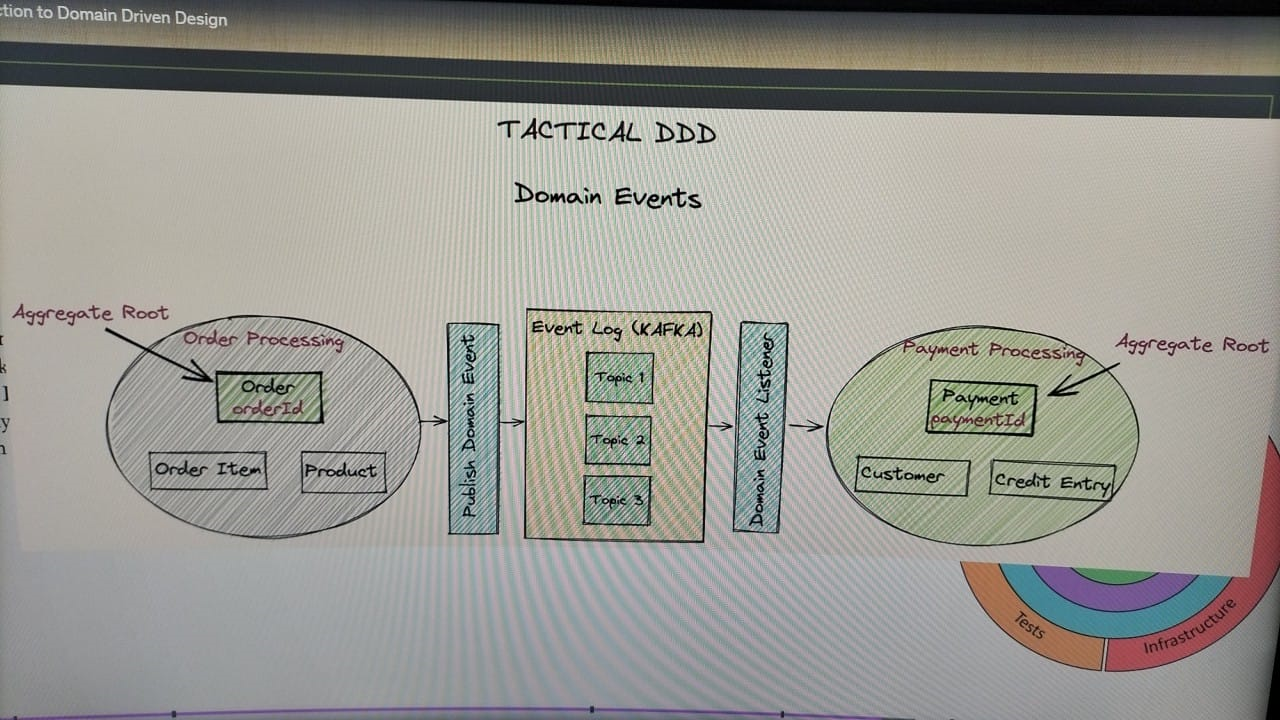 tion to Domain Driven Design
TACTICAL DDD
Domain Events
Aggregate Root
Order Processing
Order
orderId
Order Item
Product
Publish Domain Event
Event Log (KAFKA)
Topic 1
Topic 2
Topic 3
Domain Event Listener
Payment Processing
Aggregate Root
Payment
paymentId
Customer
Credit Entry
Tests
Infrastructure